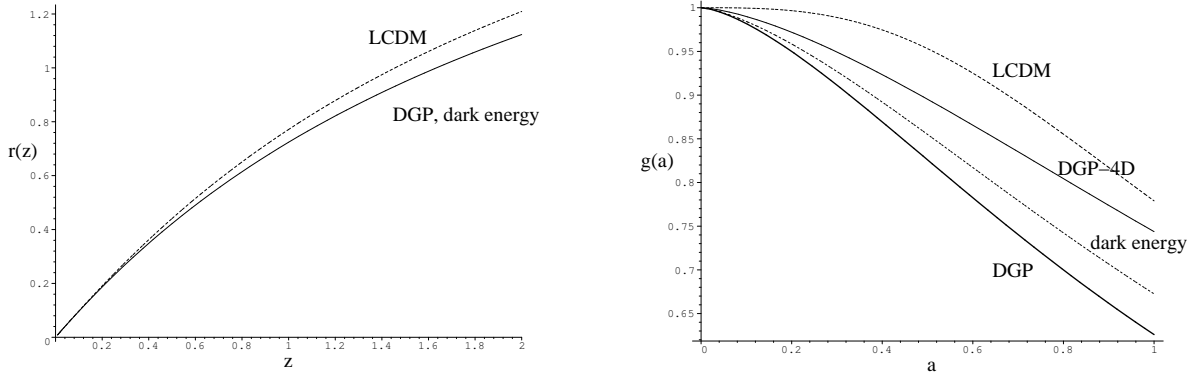 1.2
LCDM
1
DGP, dark energy
0.8
r(z)
0.6
0.4
0.2
0
0.2 0.4 0.6 0.8 1 1.2 1.4 1.6 1.8 2
z
1
0.95
LCDM
0.9
0.85
g(a)
DGP–4D
0.8
0.75
dark energy
0.7
DGP
0.65
0 0.2 0.4 0.6 0.8 1
a